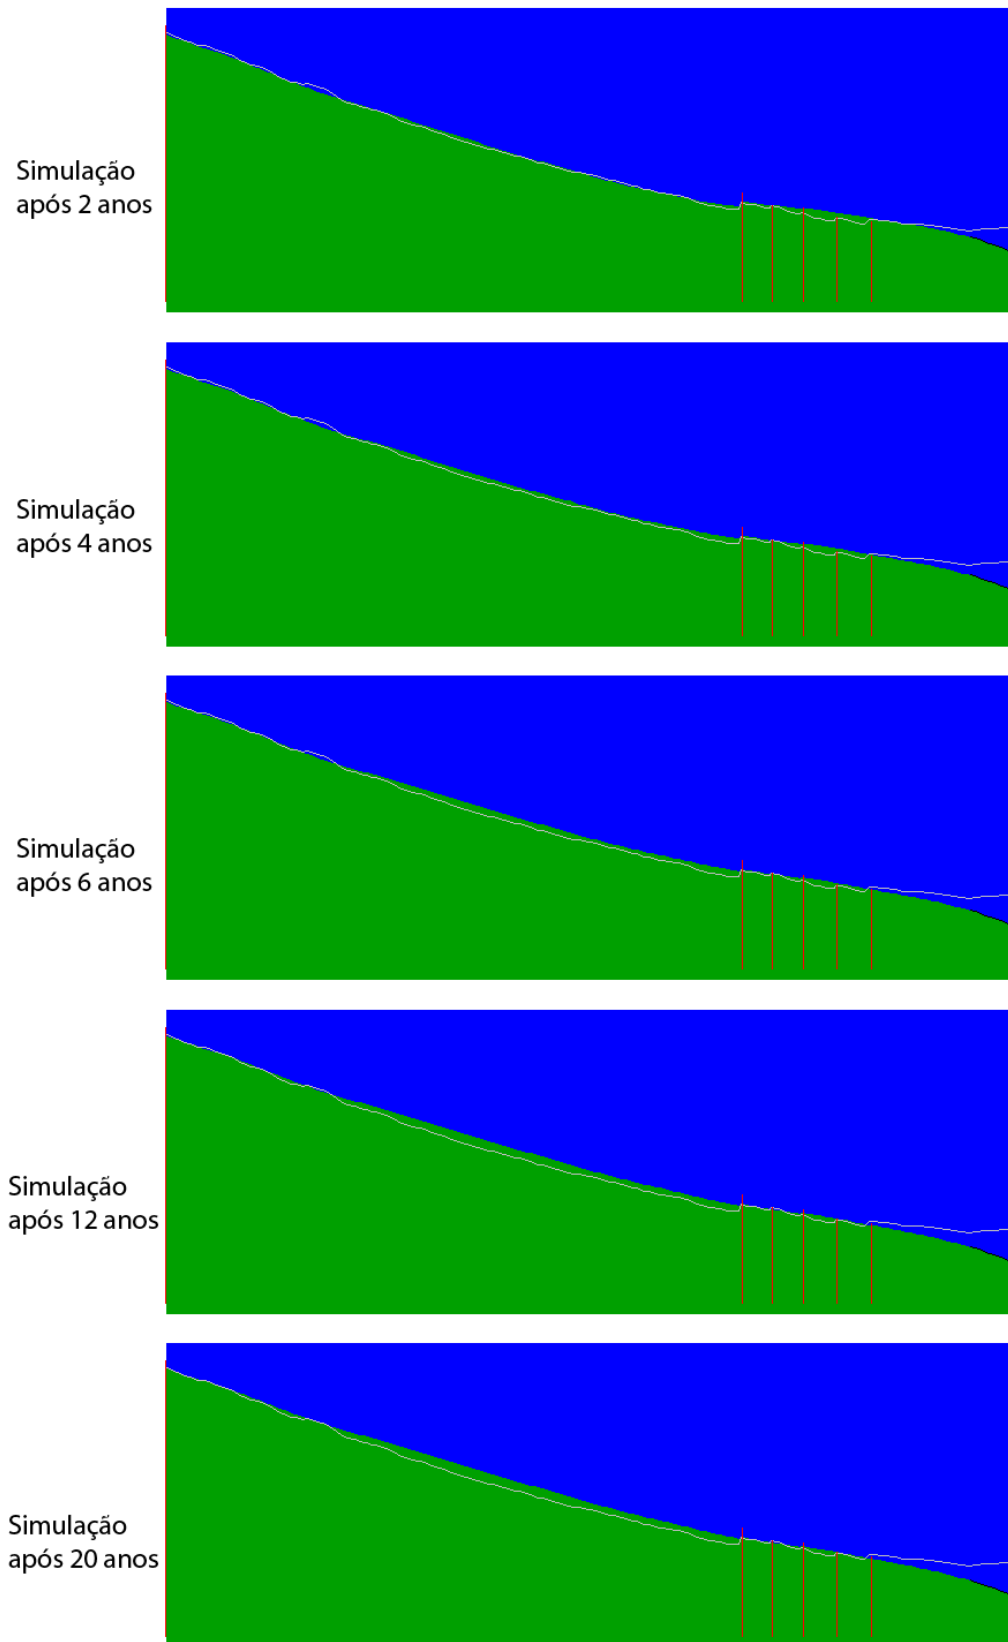 Simulação
após 2 anos
Simulação
após 4 anos
Simulação
após 6 anos
Simulação
após 12 anos
Simulação
após 20 anos